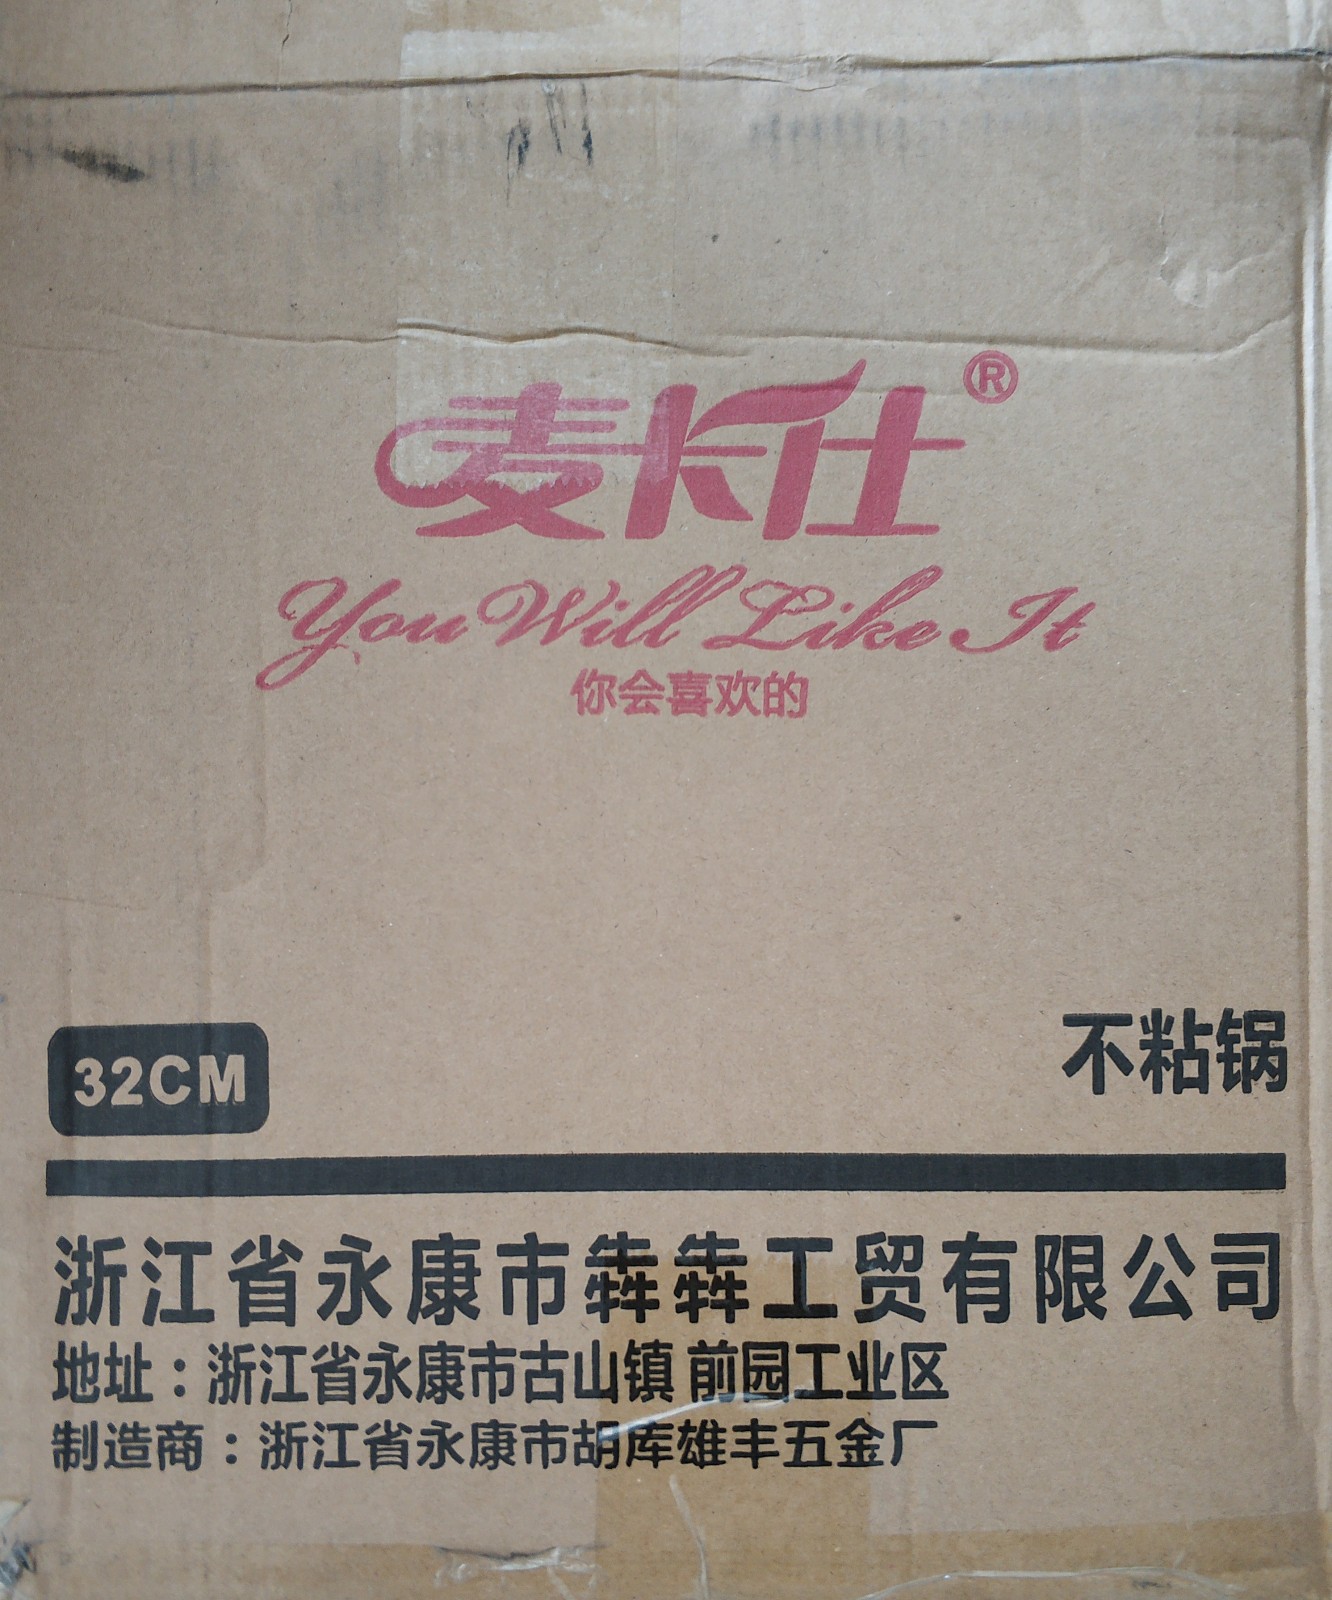 麦卡仕®
You Will Like It
你会喜欢的
32CM
不粘锅
浙江省永康市犇犇工贸有限公司
地址：浙江省永康市古山镇 前园工业区
制造商：浙江省永康市胡库雄丰五金厂